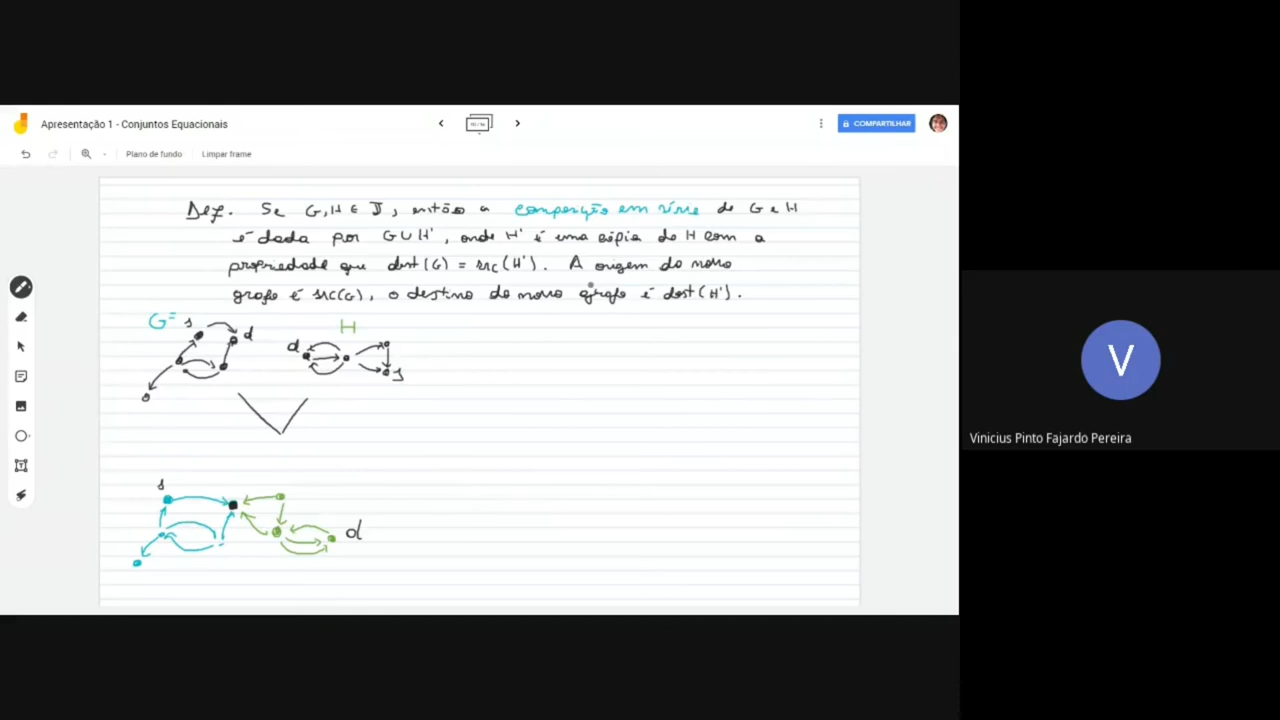 Apresentação 1 - Conjuntos Equacionais
COMPARTILHAR
Plano de fundo
Limpar frame
Def. Se G, H ∈ J, então a composição em série de G e H
é dada por G ∪ H', onde H' é uma cópia de H com a
propriedade que dest(G) = src(H'). A origem do novo
grafo é src(G), o destino do novo grafo é dest(H').
G=
s
d
H
d
s
s
d
V
Vinicius Pinto Fajardo Pereira